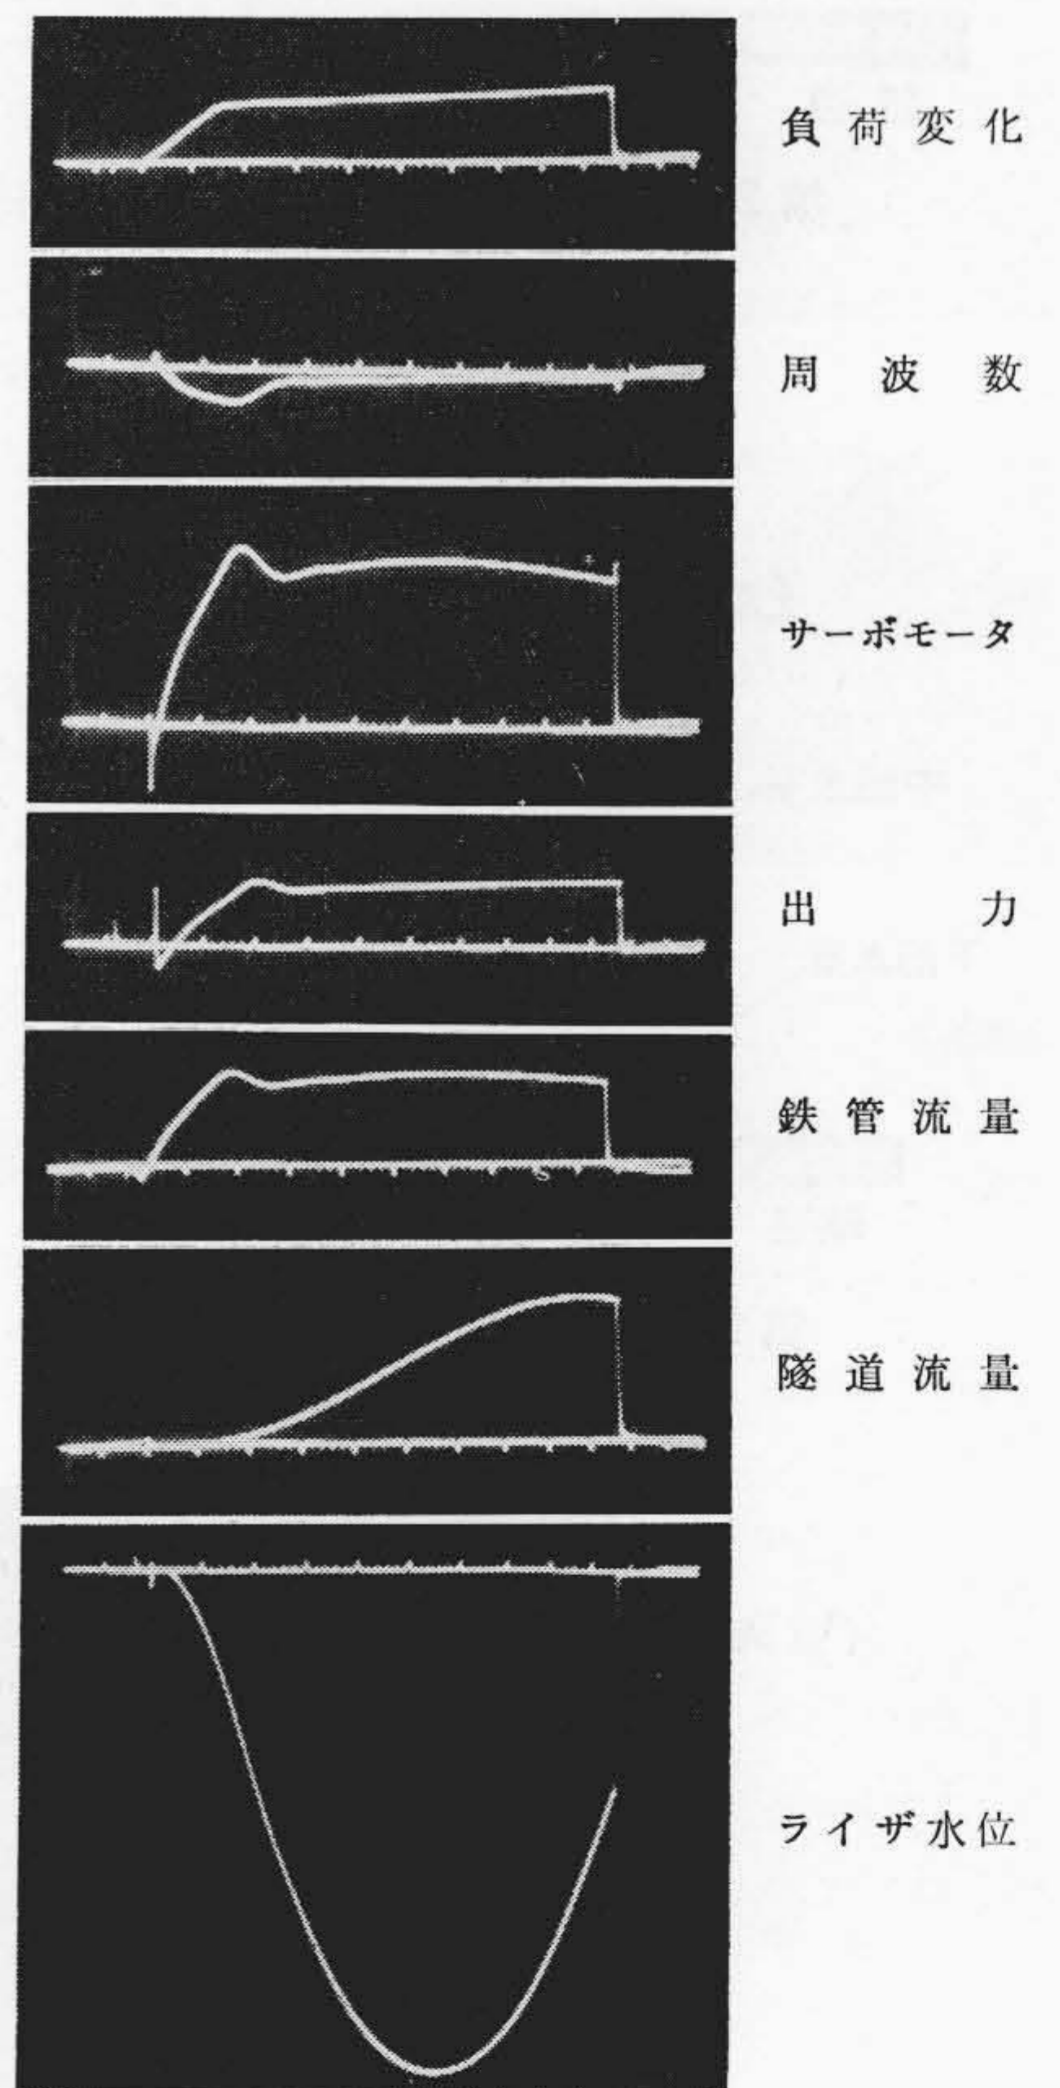 負荷変化
周波数
サーボモータ
出力
鉄管流量
隧道流量
ライザ水位